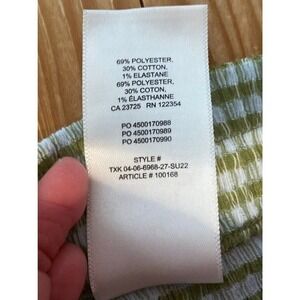 69% POLYESTER,
30% COTTON,
1% ELASTANE
69% POLYESTER,
30% COTON,
1% ÉLASTHANNE
CA 23725 RN 122354
PO 4500170988
PO 4500170989
PO 4500170990
STYLE #
TXK 04-06-6968-27-SU22
ARTICLE # 100168